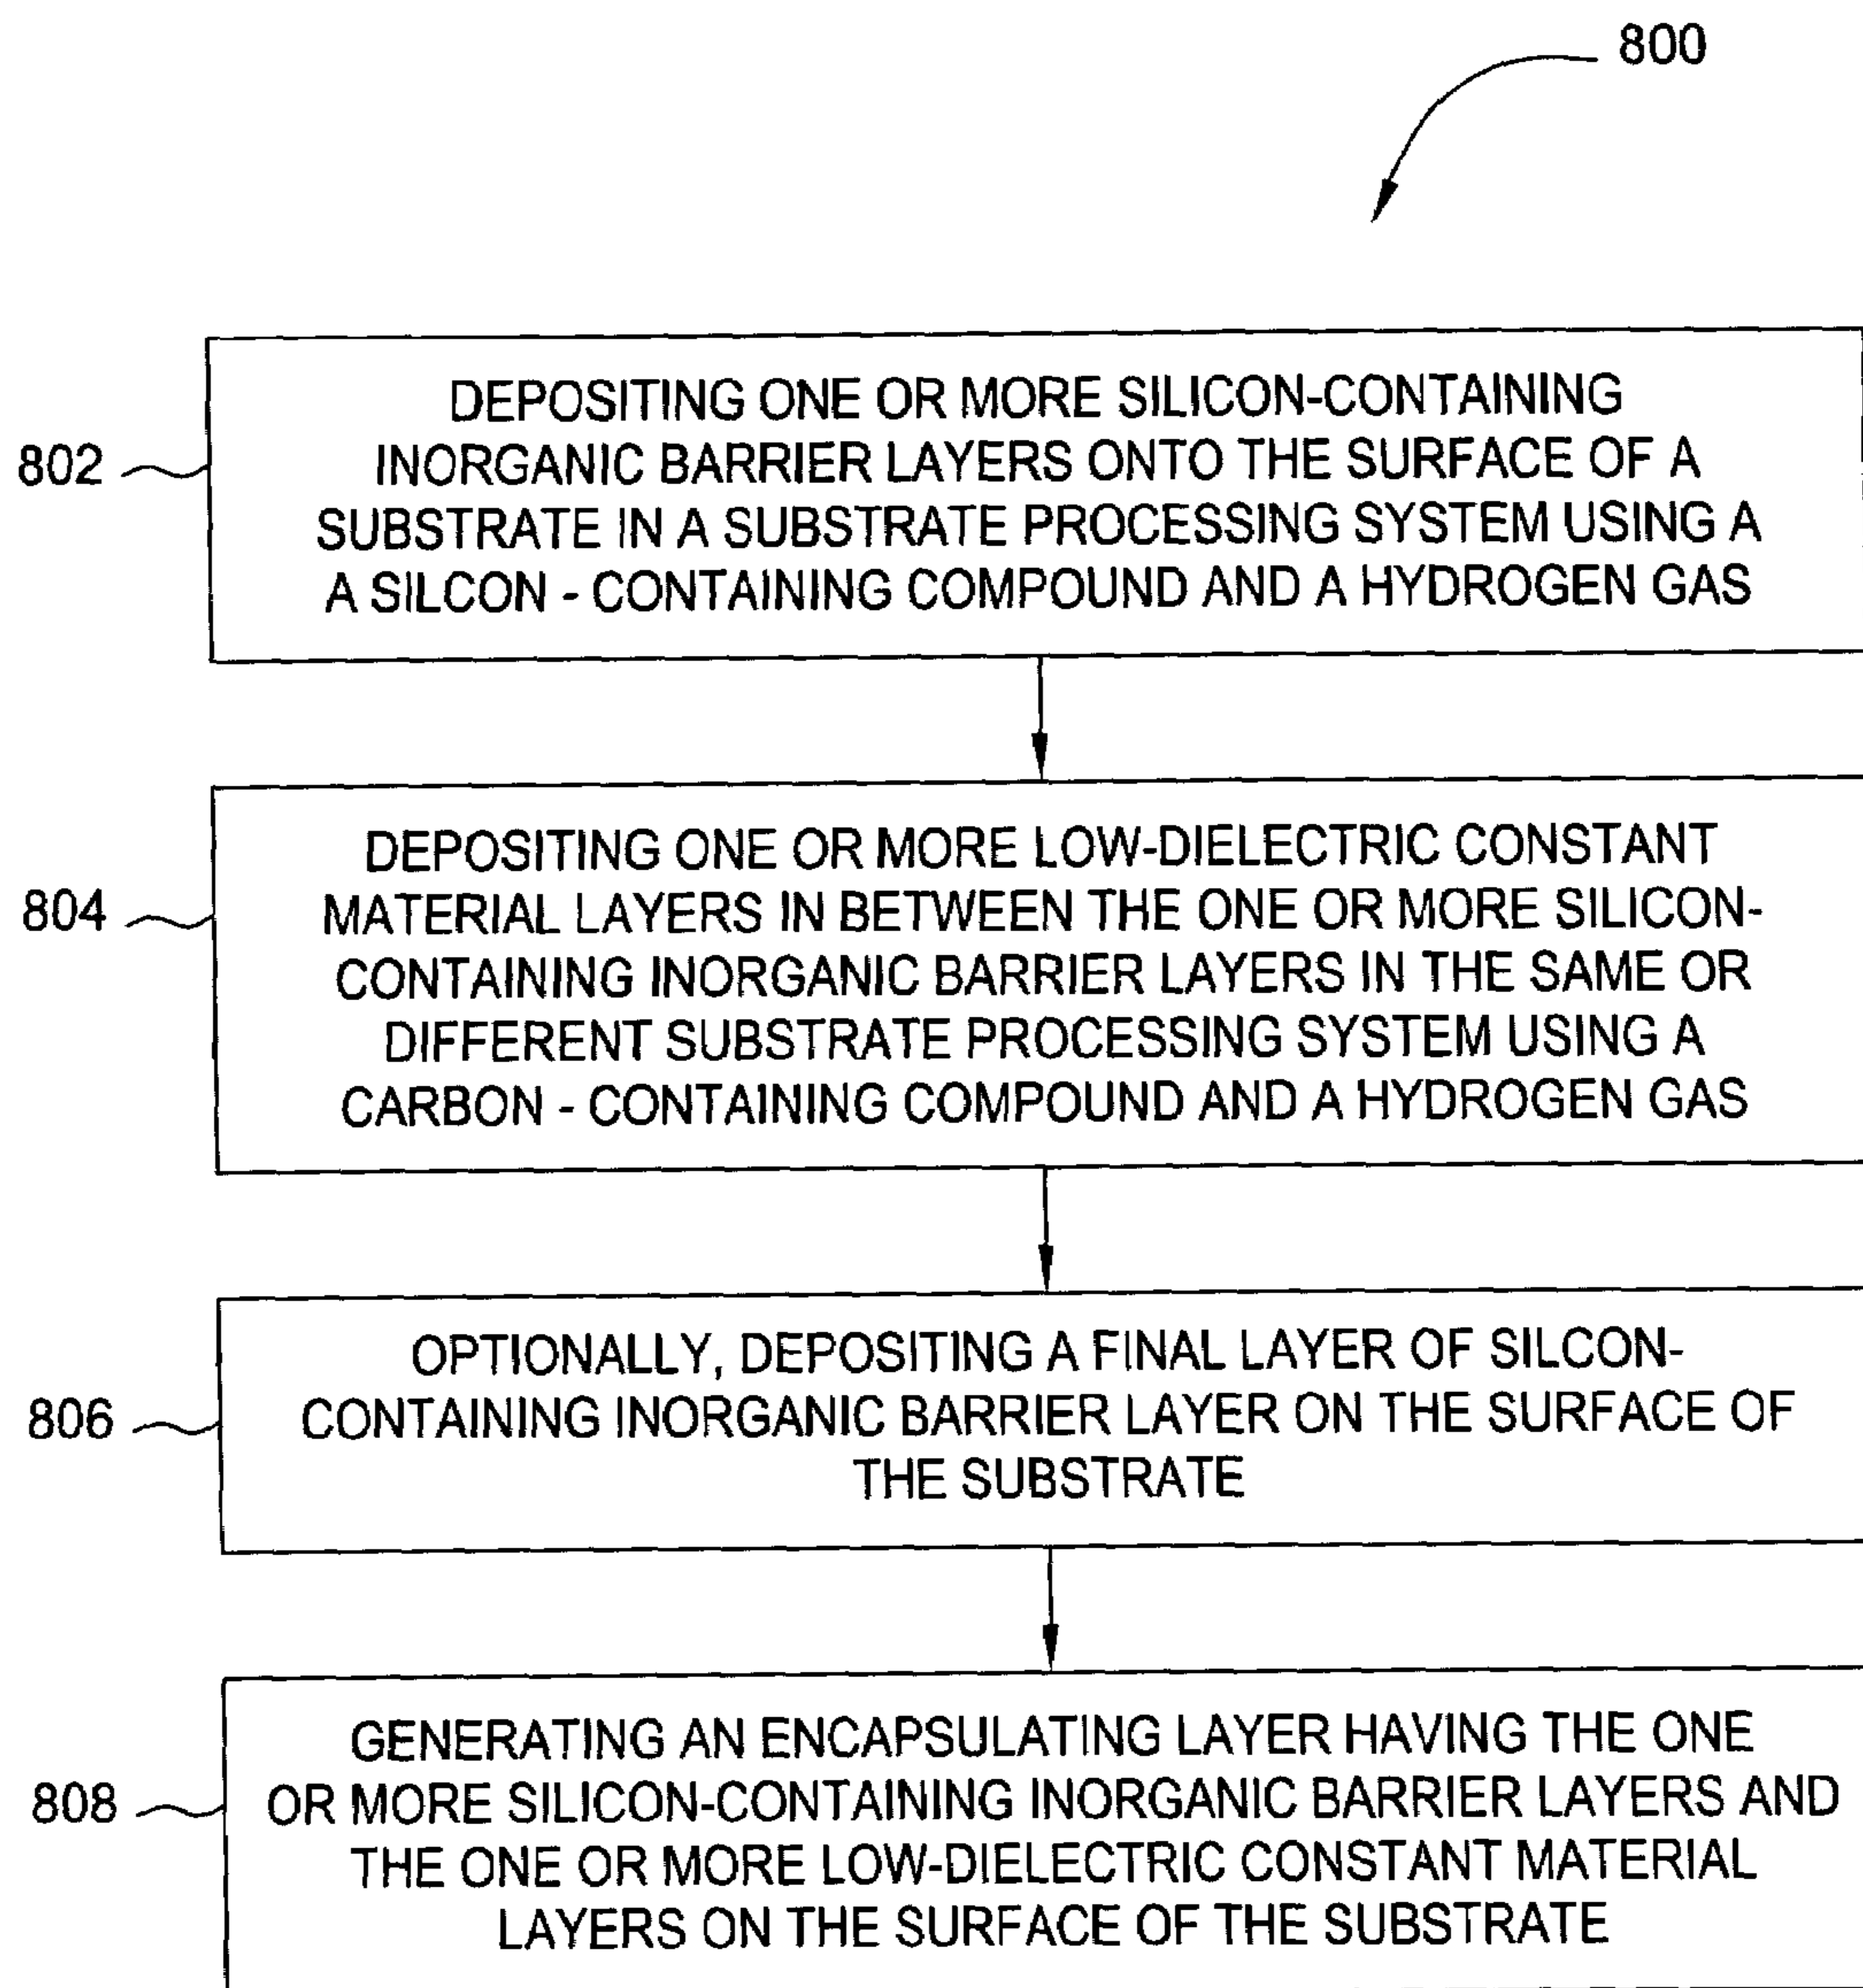 800
802
DEPOSITING ONE OR MORE SILICON-CONTAINING
INORGANIC BARRIER LAYERS ONTO THE SURFACE OF A
SUBSTRATE IN A SUBSTRATE PROCESSING SYSTEM USING A
A SILCON - CONTAINING COMPOUND AND A HYDROGEN GAS
804
DEPOSITING ONE OR MORE LOW-DIELECTRIC CONSTANT
MATERIAL LAYERS IN BETWEEN THE ONE OR MORE SILICON-
CONTAINING INORGANIC BARRIER LAYERS IN THE SAME OR
DIFFERENT SUBSTRATE PROCESSING SYSTEM USING A
CARBON - CONTAINING COMPOUND AND A HYDROGEN GAS
806
OPTIONALLY, DEPOSITING A FINAL LAYER OF SILCON-
CONTAINING INORGANIC BARRIER LAYER ON THE SURFACE OF
THE SUBSTRATE
808
GENERATING AN ENCAPSULATING LAYER HAVING THE ONE
OR MORE SILICON-CONTAINING INORGANIC BARRIER LAYERS AND
THE ONE OR MORE LOW-DIELECTRIC CONSTANT MATERIAL
LAYERS ON THE SURFACE OF THE SUBSTRATE